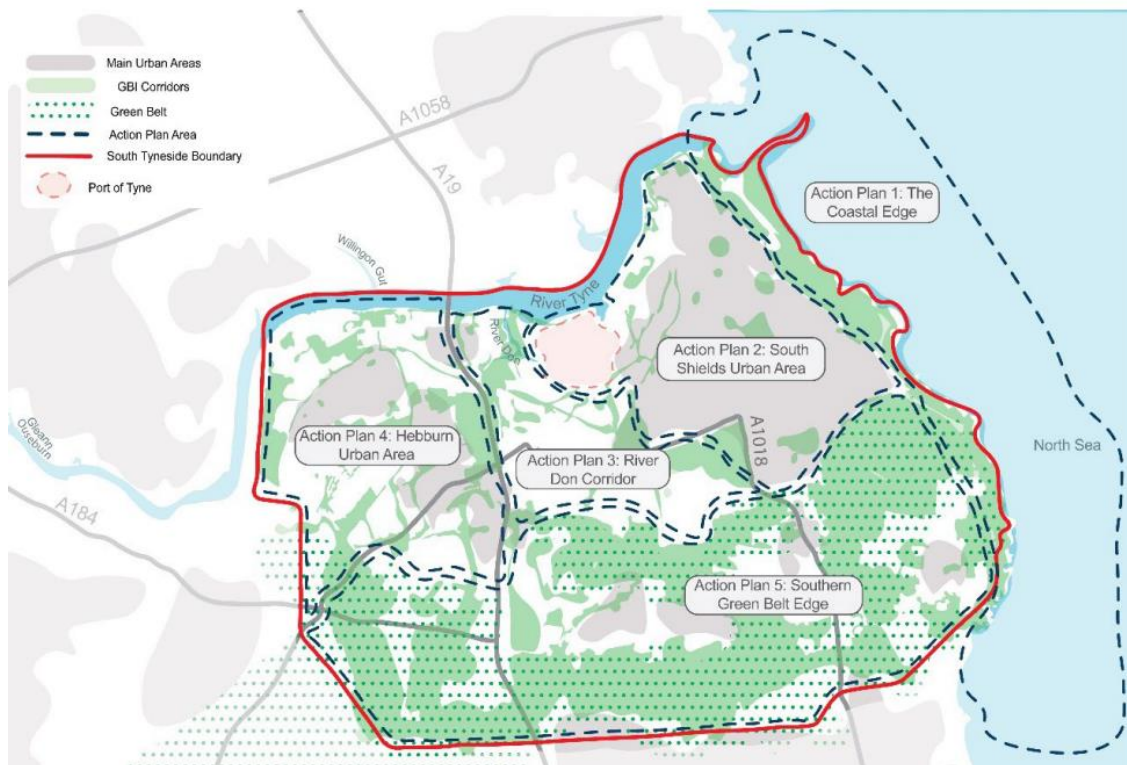 Main Urban Areas
GBI Corridors
Green Belt
Action Plan Area
South Tyneside Boundary
Port of Tyne
A1058
A19
Willingon Gut
River Tyne
River Don
Action Plan 1: The
Coastal Edge
Action Plan 2: South
Shields Urban Area
Action Plan 4: Hebburn
Urban Area
Action Plan 3: River
Don Corridor
A1018
North Sea
Gleann
Ouseburn
A184
Action Plan 5: Southern
Green Belt Edge